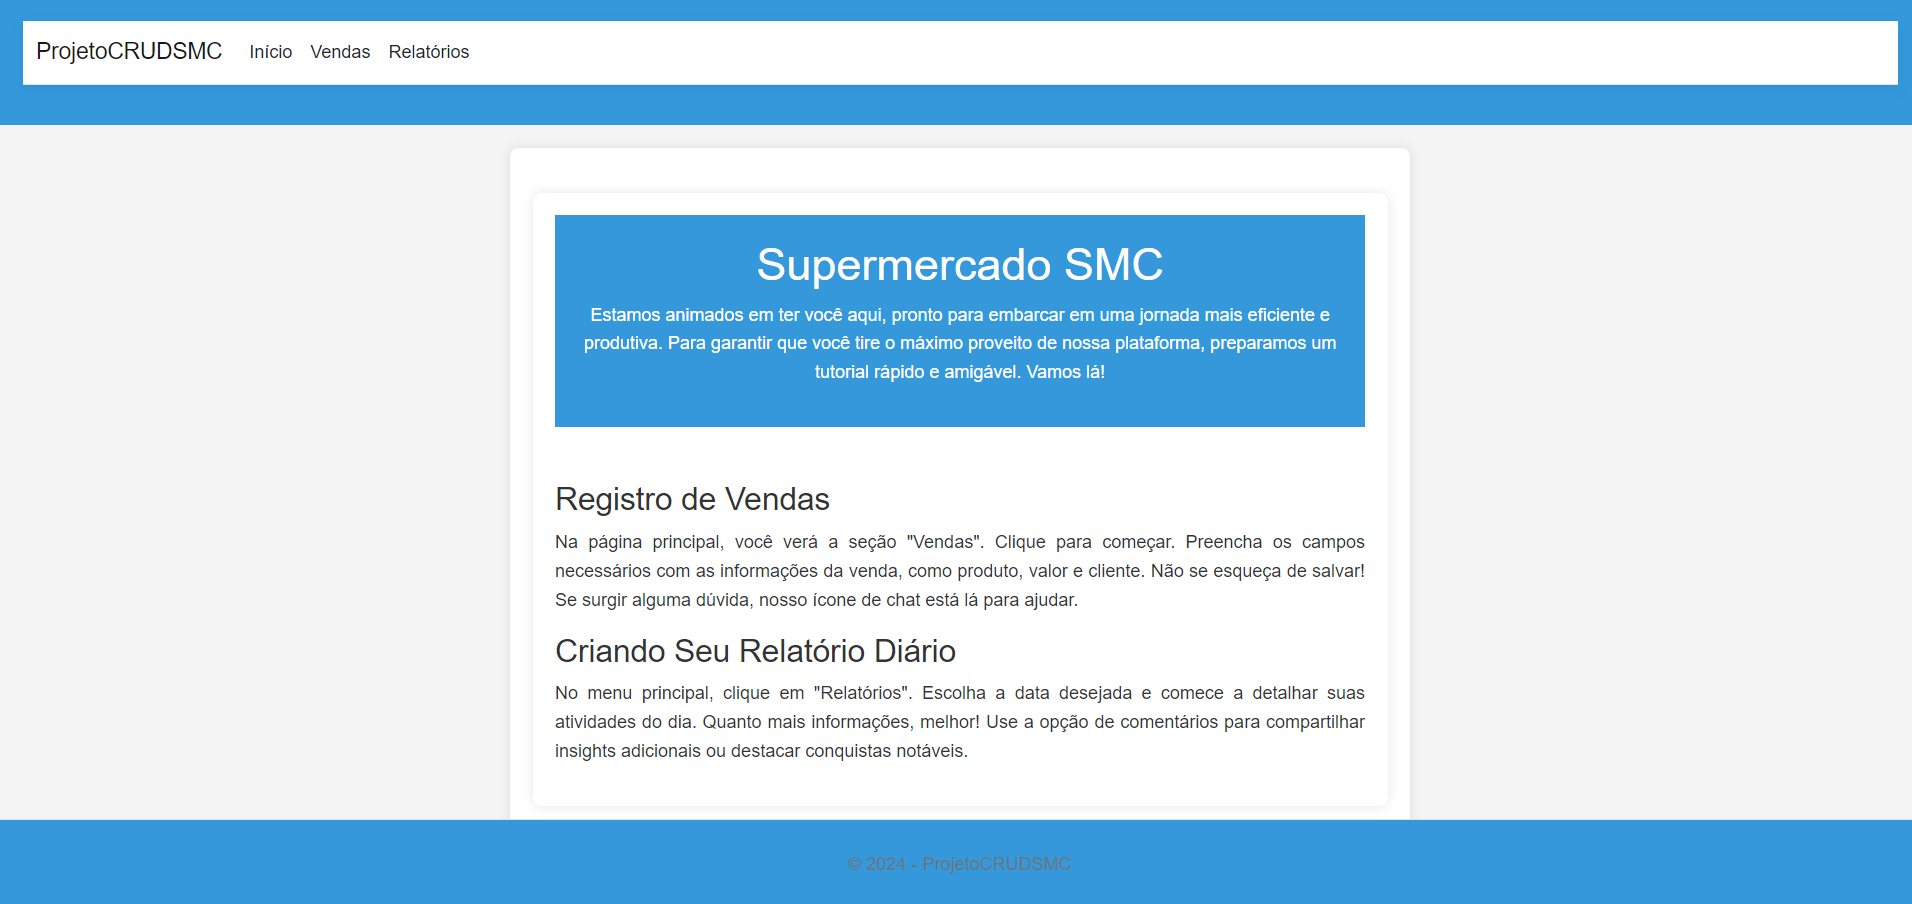 ProjetoCRUDSMC Início Vendas Relatórios
Supermercado SMC
Estamos animados em ter você aqui, pronto para embarcar em uma jornada mais eficiente e
produtiva. Para garantir que você tire o máximo proveito de nossa plataforma, preparamos um
tutorial rápido e amigável. Vamos lá!
Registro de Vendas
Na página principal, você verá a seção "Vendas". Clique para começar. Preencha os campos
necessários com as informações da venda, como produto, valor e cliente. Não se esqueça de salvar!
Se surgir alguma dúvida, nosso ícone de chat está lá para ajudar.
Criando Seu Relatório Diário
No menu principal, clique em "Relatórios". Escolha a data desejada e comece a detalhar suas
atividades do dia. Quanto mais informações, melhor! Use a opção de comentários para compartilhar
insights adicionais ou destacar conquistas notáveis.
© 2024 - ProjetoCRUDSMC